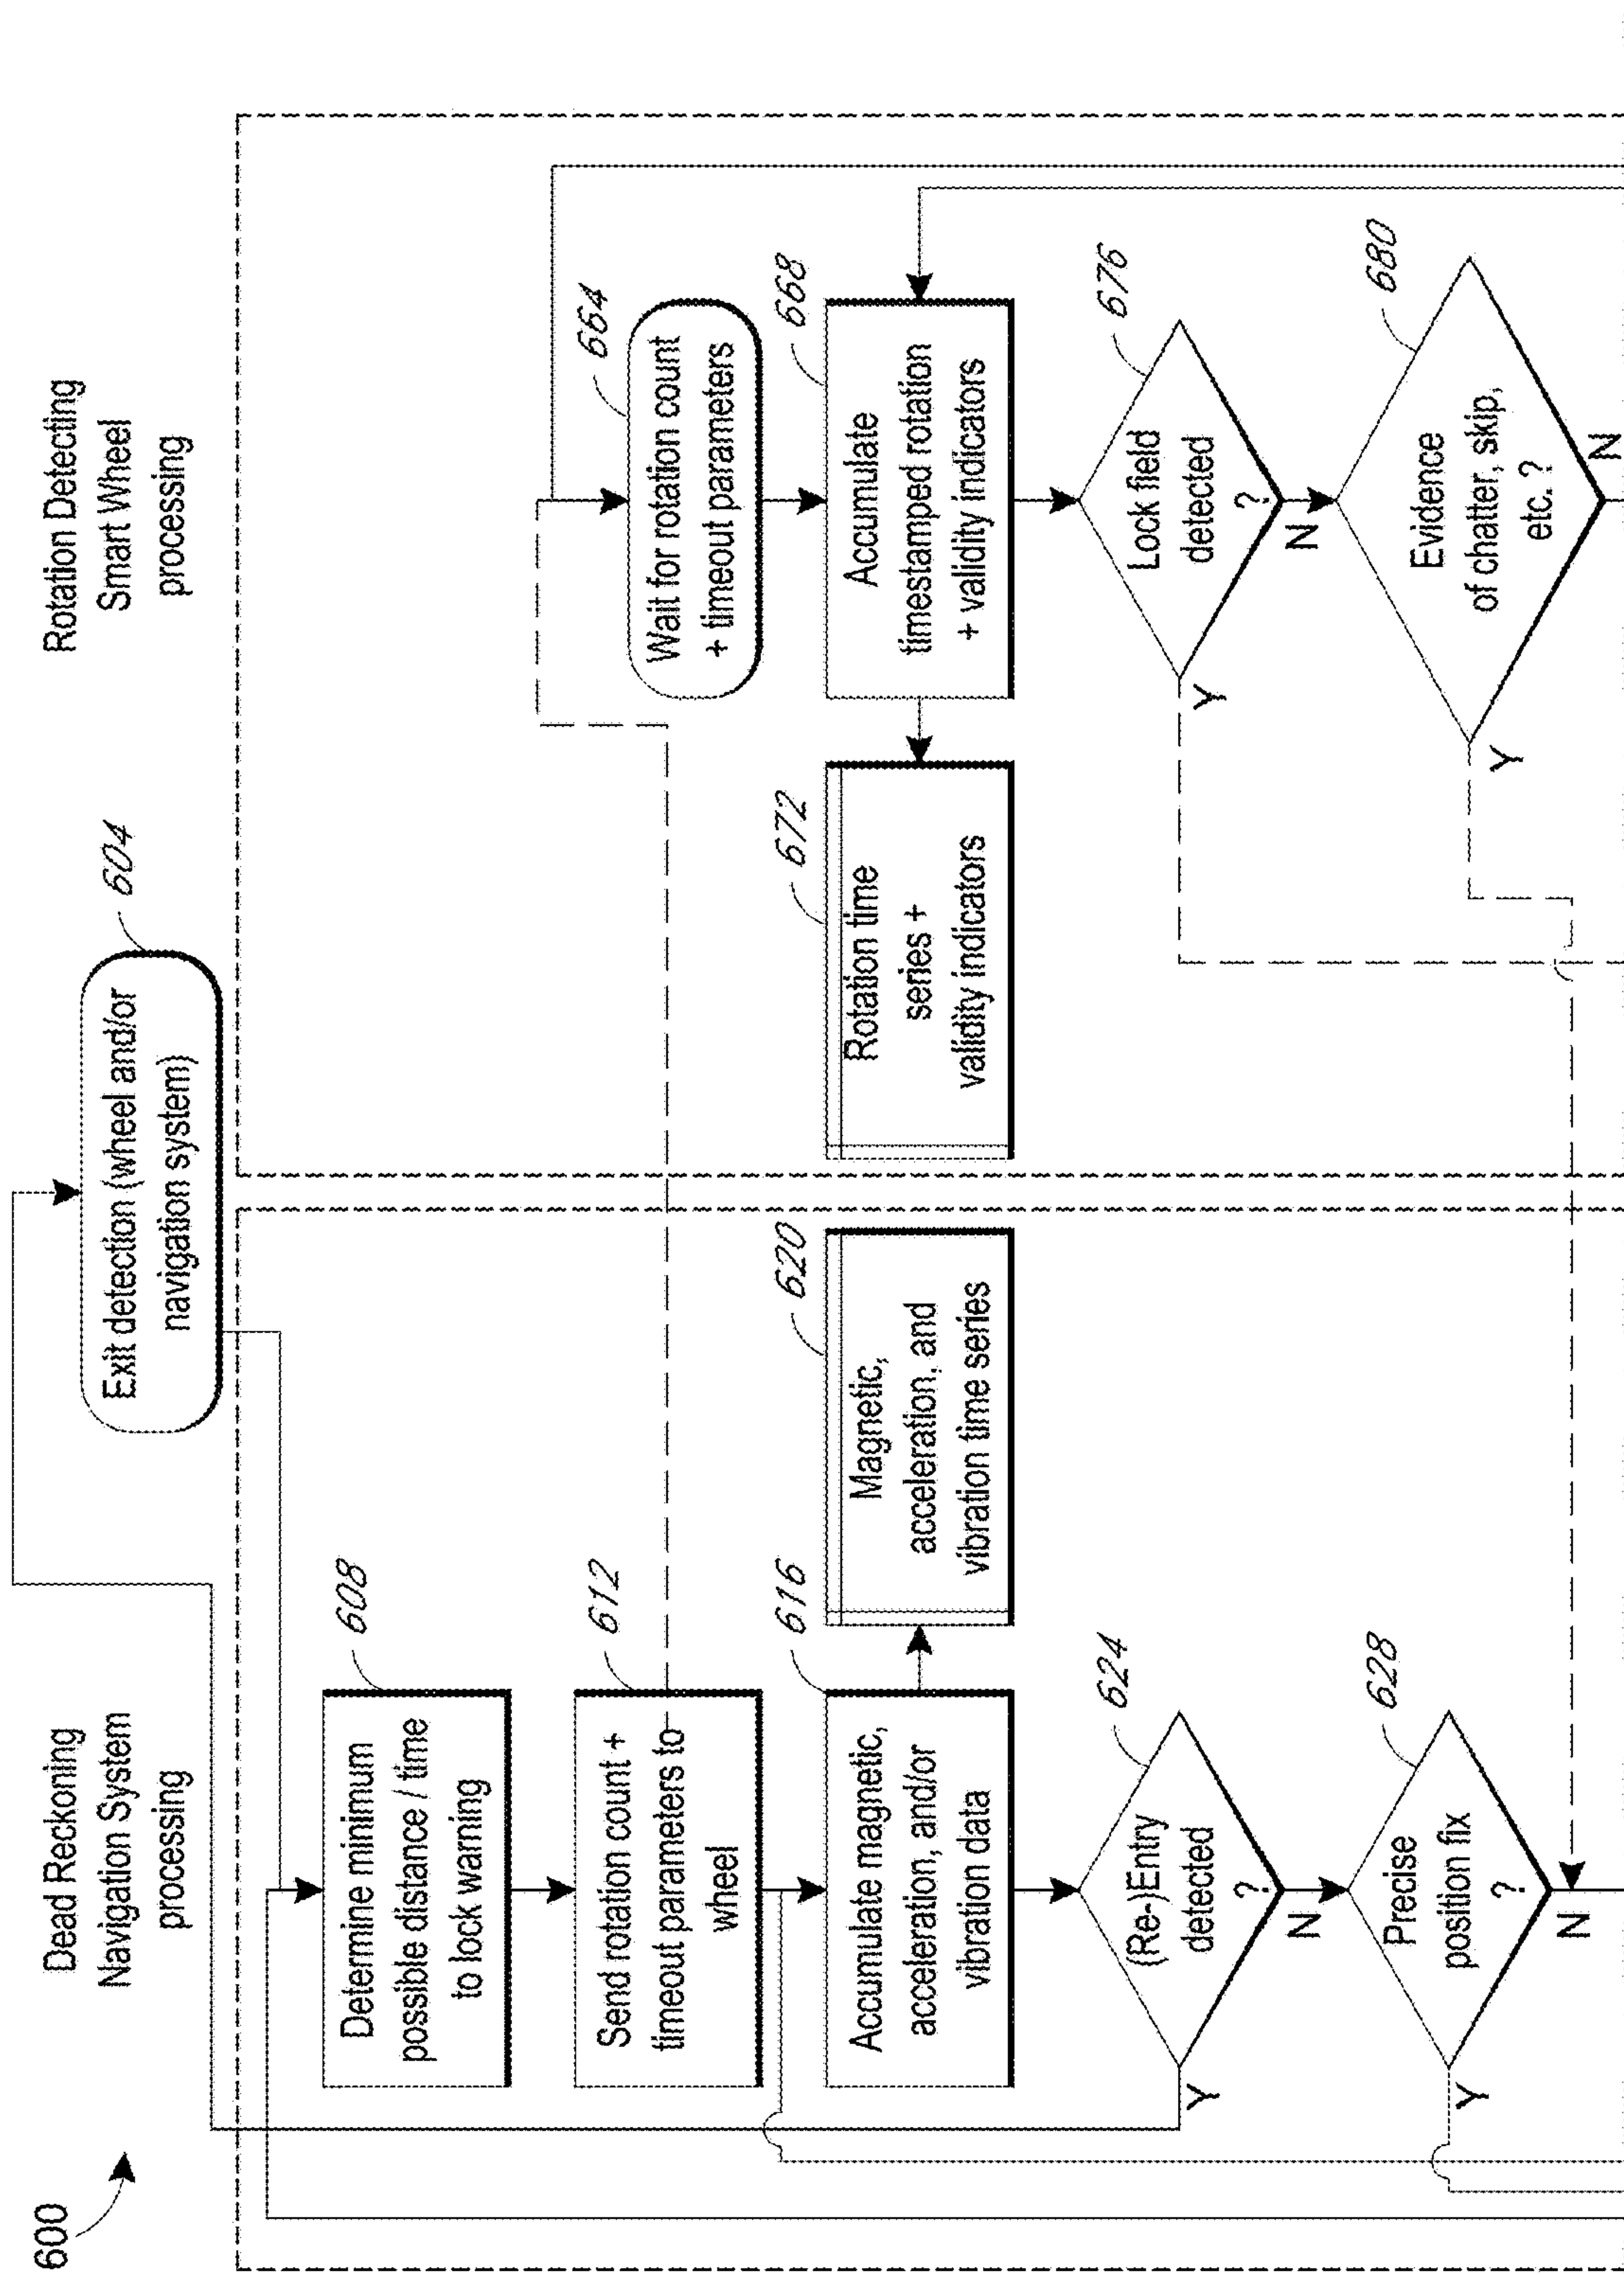 600
Dead Reckoning
Navigation System
processing
Rotation Detecting
Smart Wheel
processing
604
Exit detection (wheel and/or
navigation system)
608
Determine minimum
possible distance / time
to lock warning
612
Send rotation count +
timeout parameters to
wheel
616
Accumulate magnetic,
acceleration, and/or
vibration data
620
Magnetic,
acceleration, and
vibration time series
624
(Re-)Entry
detected
?
Y
N
628
Precise
position fix
?
Y
N
664
Wait for rotation count
+ timeout parameters
668
Accumulate
timestamped rotation
+ validity indicators
672
Rotation time
series +
validity indicators
676
Lock field
detected
?
Y
N
680
Evidence
of chatter, skip,
etc. ?
Y
N